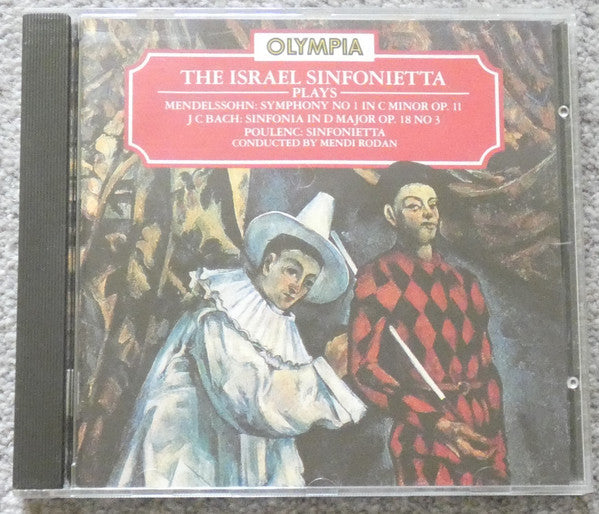 OLYMPIA
THE ISRAEL SINFONIETTA
PLAYS
MENDELSSOHN: SYMPHONY NO 1 IN C MINOR OP. 11
J C BACH: SINFONIA IN D MAJOR OP. 18 NO 3
POULENC: SINFONIETTA
CONDUCTED BY MENDI RODAN